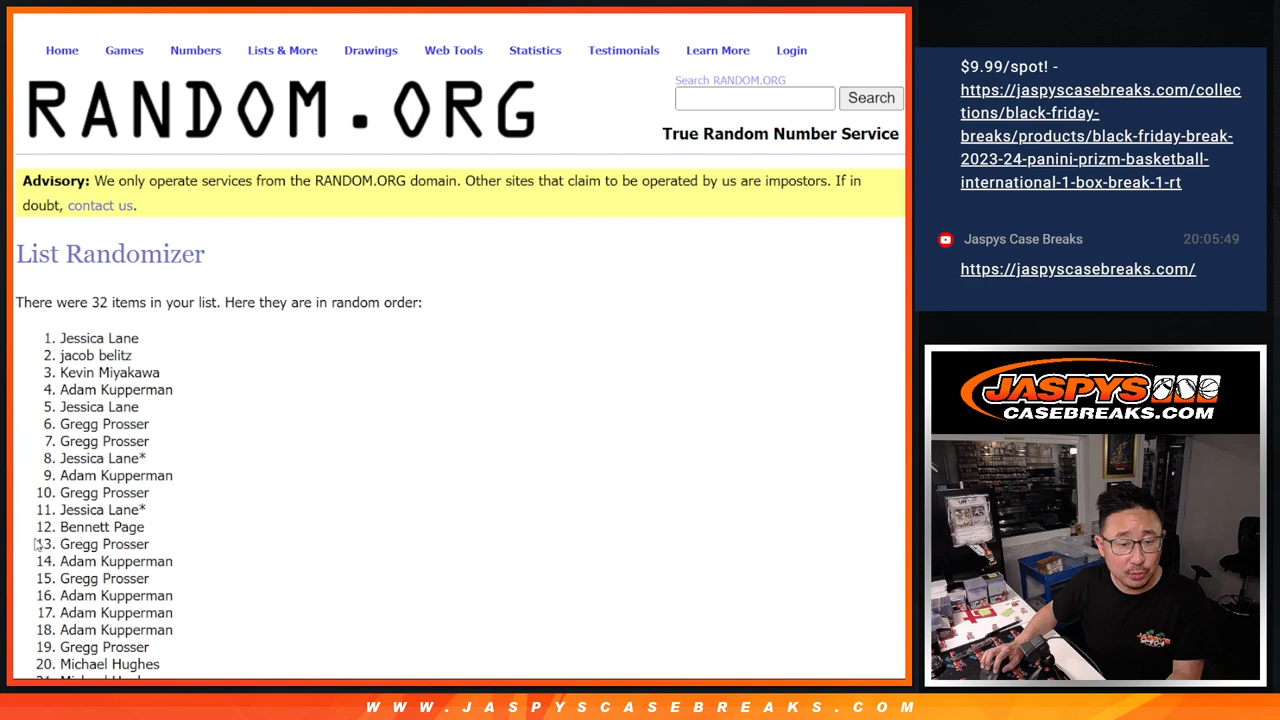 Home Games Numbers Lists & More Drawings Web Tools Statistics Testimonials Learn More Login
RANDOM.ORG
Search RANDOM.ORG
Search
True Random Number Service
Advisory: We only operate services from the RANDOM.ORG domain. Other sites that claim to be operated by us are impostors. If in
doubt, contact us.
List Randomizer
There were 32 items in your list. Here they are in random order:
1. Jessica Lane
2. jacob belitz
3. Kevin Miyakawa
4. Adam Kupperman
5. Jessica Lane
6. Gregg Prosser
7. Gregg Prosser
8. Jessica Lane*
9. Adam Kupperman
10. Gregg Prosser
11. Jessica Lane*
12. Bennett Page
13. Gregg Prosser
14. Adam Kupperman
15. Gregg Prosser
16. Adam Kupperman
17. Adam Kupperman
18. Adam Kupperman
19. Gregg Prosser
20. Michael Hughes
$9.99/spot! -
https://jaspyscasebreaks.com/collec
tions/black-friday-
breaks/products/black-friday-break-
2023-24-panini-prizm-basketball-
international-1-box-break-1-rt
Jaspys Case Breaks 20:05:49
https://jaspyscasebreaks.com/
JASPYS
CASEBREAKS.COM
WWW.JASPYSCASEBREAKS.COM